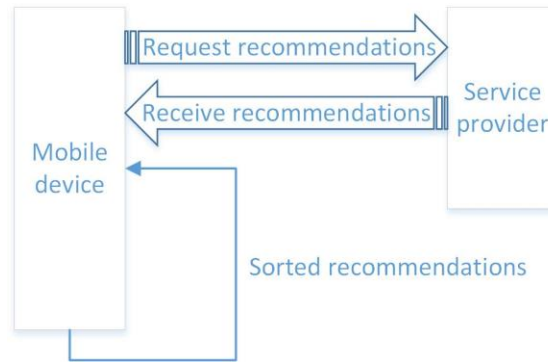 Request recommendations
Receive recommendations
Service
provider
Mobile
device
Sorted recommendations